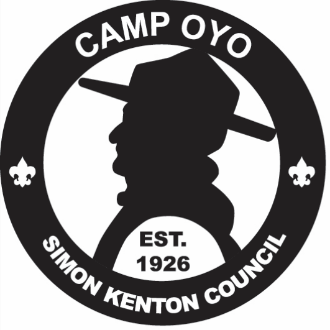 CAMP OYO
EST.
1926
SIMON KENTON COUNCIL